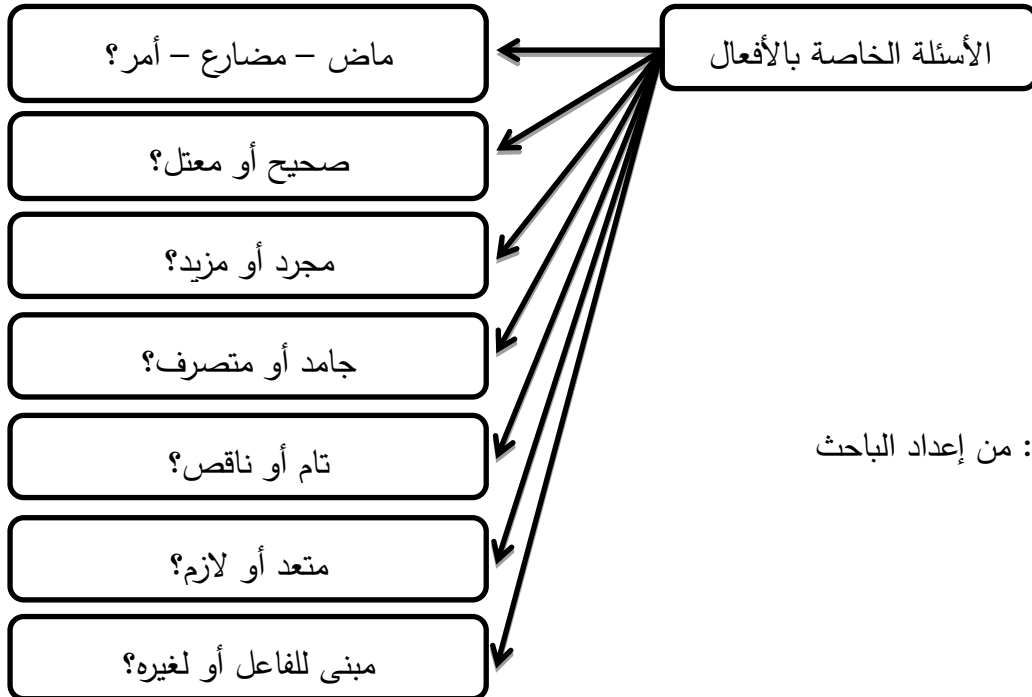 الأسئلة الخاصة بالأفعال
ماض – مضارع – أمر؟
صحيح أو معتل؟
مجرد أو مزيد؟
جامد أو متصرف؟
تام أو ناقص؟
: من إعداد الباحث
متعد أو لازم؟
مبنى للفاعل أو لغيره؟